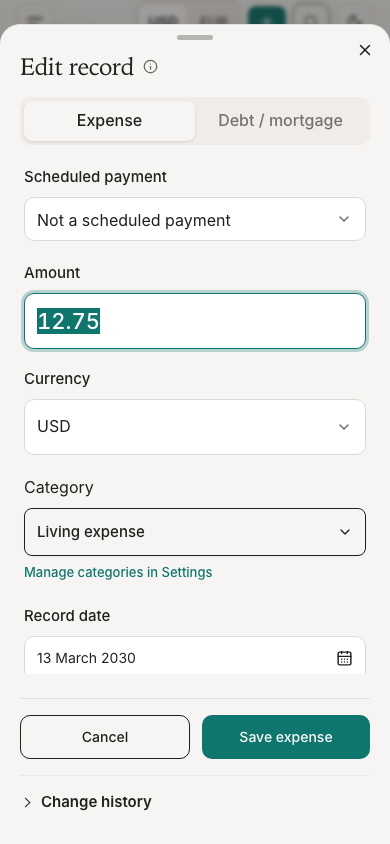 Edit record
Expense
Debt / mortgage
Scheduled payment
Not a scheduled payment
Amount
12.75
Currency
USD
Category
Living expense
Manage categories in Settings
Record date
13 March 2030
Cancel
Save expense
Change history